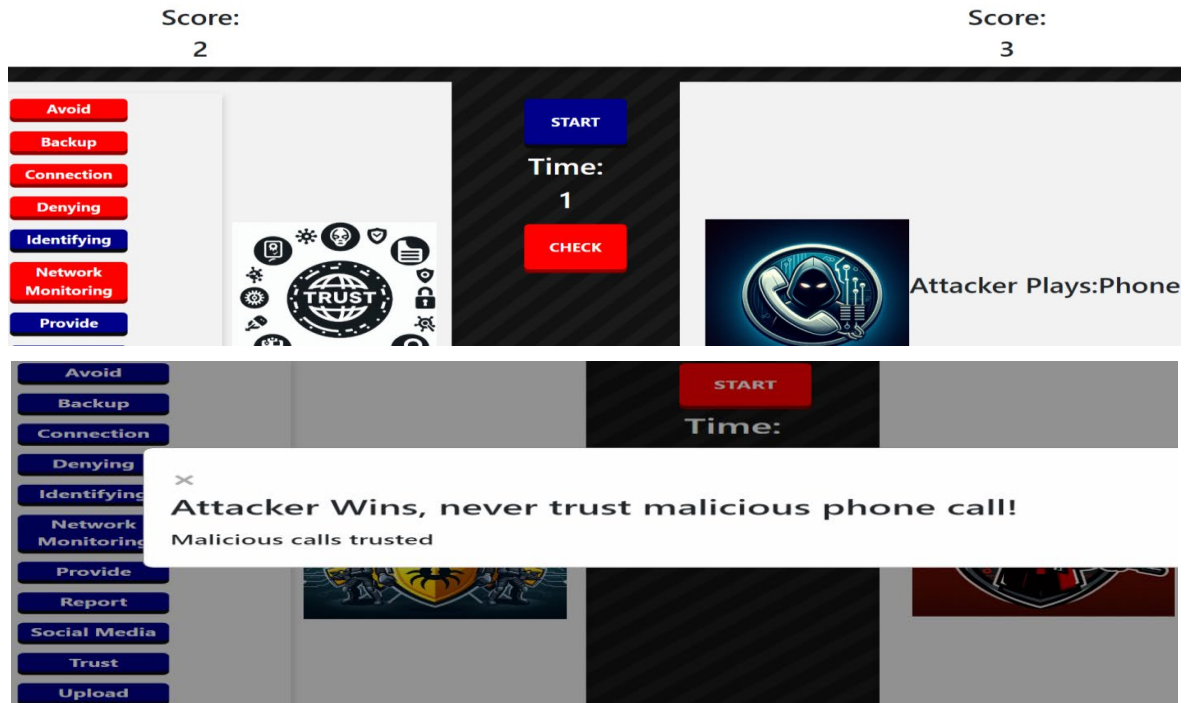 Score:
2
Score:
3
Avoid
Backup
Connection
Denying
Identifying
Network
Monitoring
Provide
TRUST
START
Time:
1
CHECK
Attacker Plays:Phone
Avoid
Backup
Connection
Denying
Identifying
Network
Monitoring
Provide
Report
Social Media
Trust
Upload
START
Time:
×
Attacker Wins, never trust malicious phone call!
Malicious calls trusted